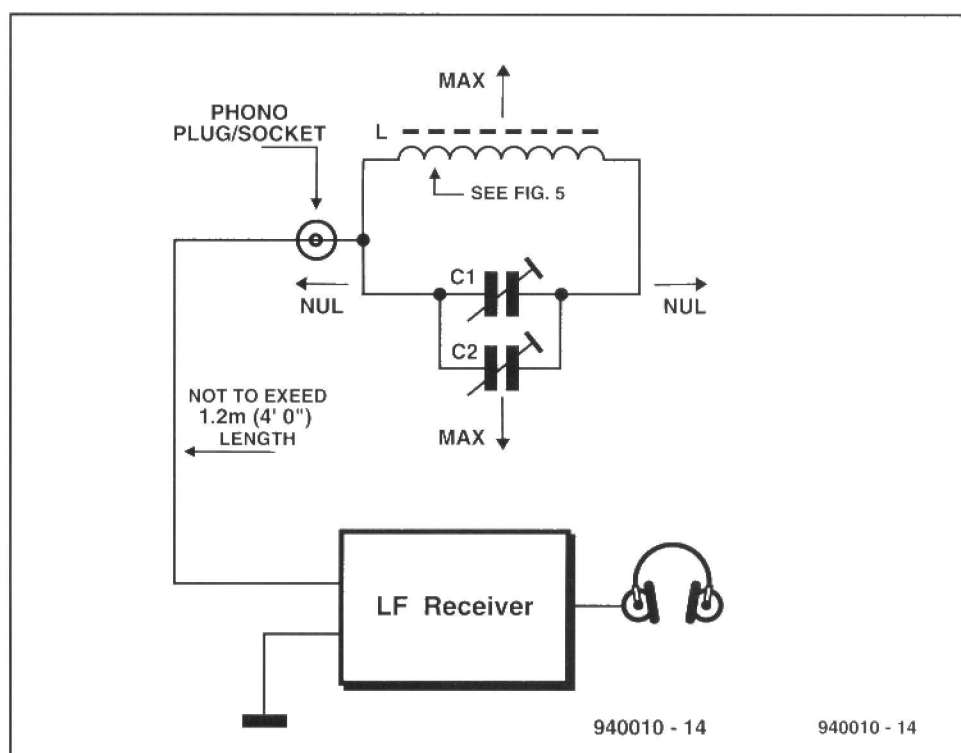 MAX
PHONO
PLUG/SOCKET
L
SEE FIG. 5
C1
NUL
NUL
C2
NOT TO EXEED
1.2m (4' 0")
LENGTH
MAX
LF Receiver
940010 - 14
940010 - 14